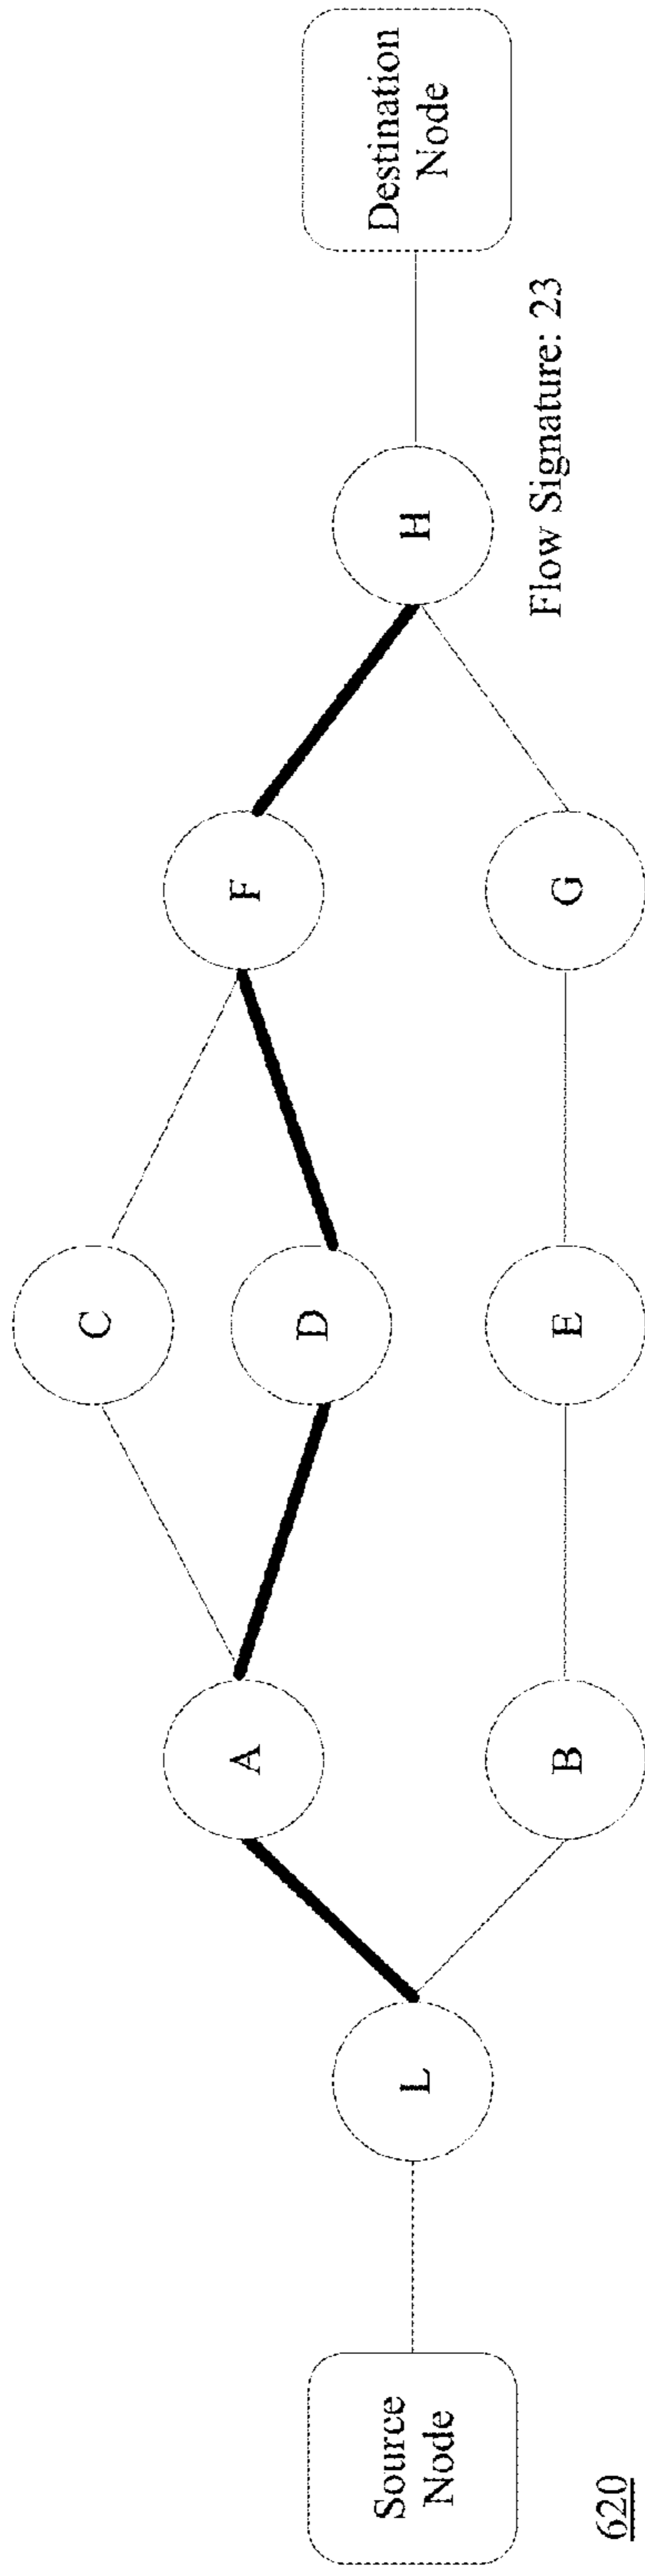 Source
Node
L
A
B
C
D
E
F
G
H
Destination
Node
Flow Signature: 23
620